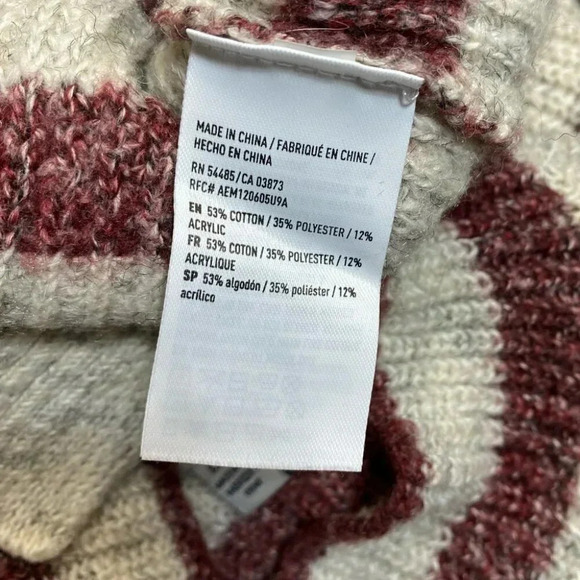 MADE IN CHINA / FABRIQUÉ EN CHINE /
HECHO EN CHINA
RN 54485/CA 03873
RFC# AEM120605U9A
EN 53% COTTON / 35% POLYESTER / 12%
ACRYLIC
FR 53% COTON / 35% POLYESTER / 12%
ACRYLIQUE
SP 53% algodón / 35% poliéster / 12%
acrílico